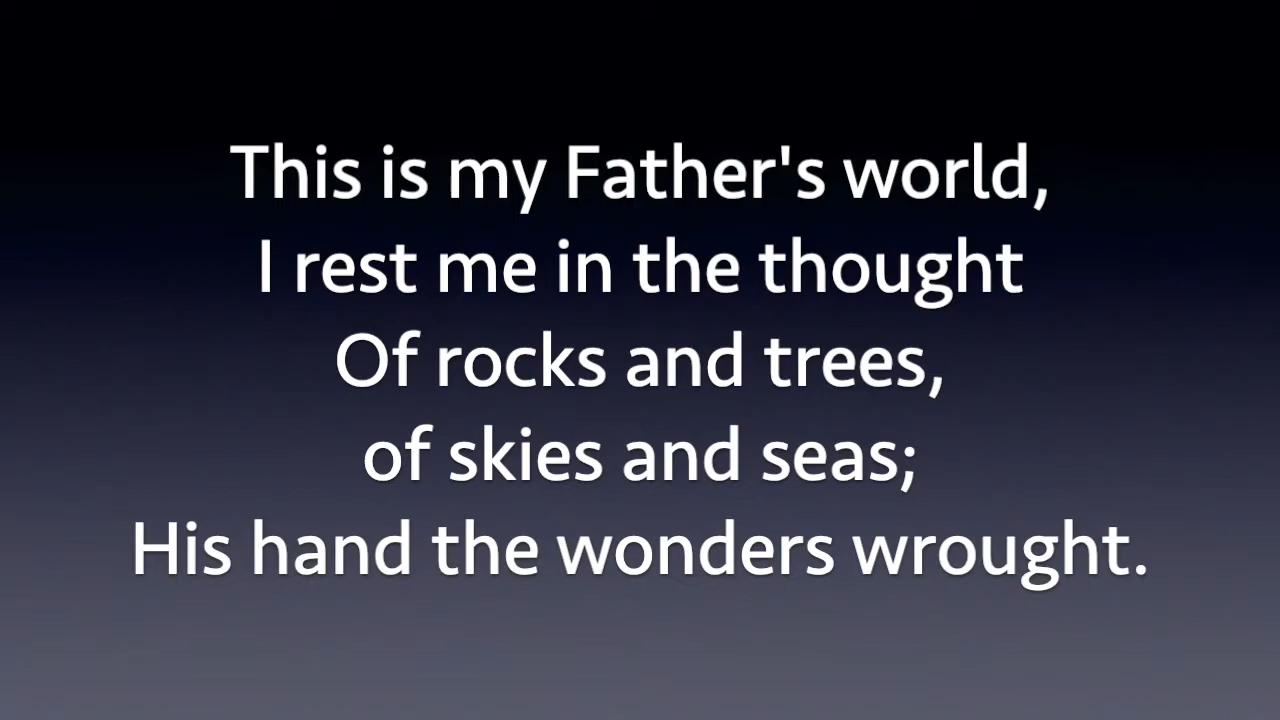 This is my Father's world,
I rest me in the thought
Of rocks and trees,
of skies and seas;
His hand the wonders wrought.